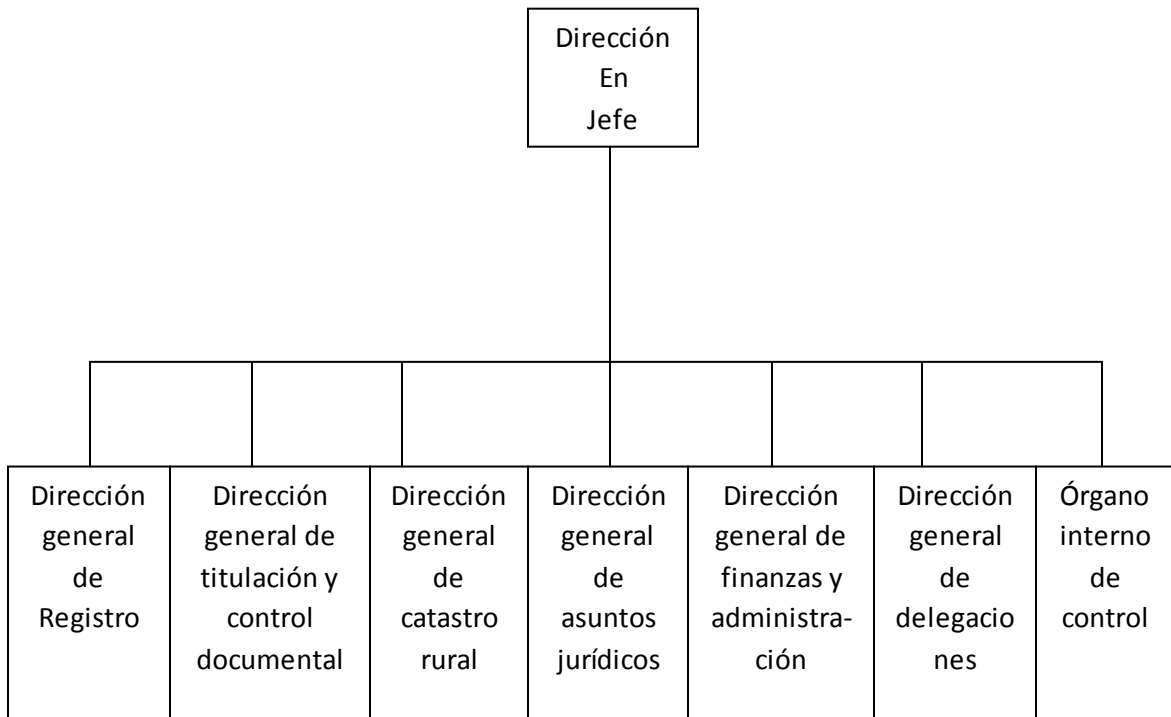 Dirección
En
Jefe
Dirección
general
de
Registro
Dirección
general de
titulación y
control
documental
Dirección
general
de
catastro
rural
Dirección
general
de
asuntos
jurídicos
Dirección
general de
finanzas y
administra-
ción
Dirección
general
de
delegacio
nes
Órgano
interno
de
control